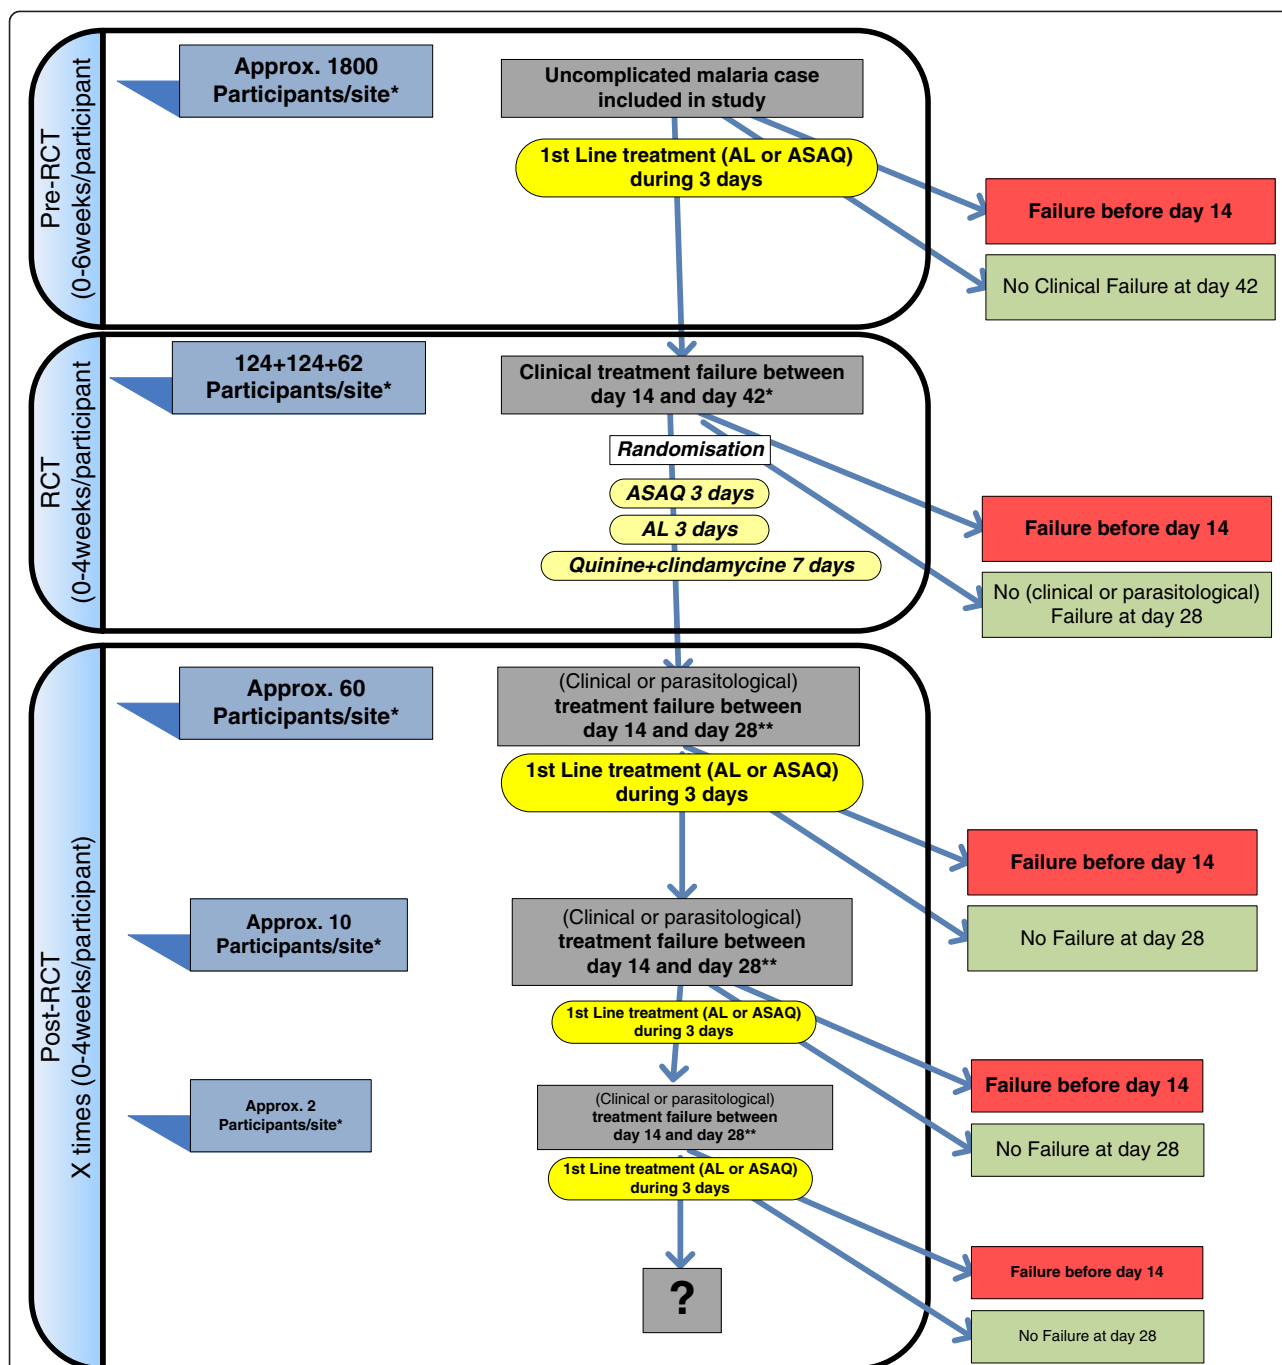 Pre-RCT
(0-6weeks/participant
Approx. 1800
Participants/site*
Uncomplicated malaria case
included in study
1st Line treatment (AL or ASAQ)
during 3 days
Failure before day 14
No Clinical Failure at day 42
RCT
(0-4weeks/participant
124+124+62
Participants/site*
Clinical treatment failure between
day 14 and day 42*
Randomisation
ASAQ 3 days
AL 3 days
Quinine+clindamycine 7 days
Failure before day 14
No (clinical or parasitological)
Failure at day 28
Post-RCT
X times (0-4weeks/participant)
Approx. 60
Participants/site*
(Clinical or parasitological)
treatment failure between
day 14 and day 28**
1st Line treatment (AL or ASAQ)
during 3 days
Failure before day 14
No Failure at day 28
Approx. 10
Participants/site*
(Clinical or parasitological)
treatment failure between
day 14 and day 28**
1st Line treatment (AL or ASAQ)
during 3 days
Failure before day 14
No Failure at day 28
Approx. 2
Participants/site*
(Clinical or parasitological)
treatment failure between
day 14 and day 28**
1st Line treatment (AL or ASAQ)
during 3 days
Failure before day 14
No Failure at day 28
?